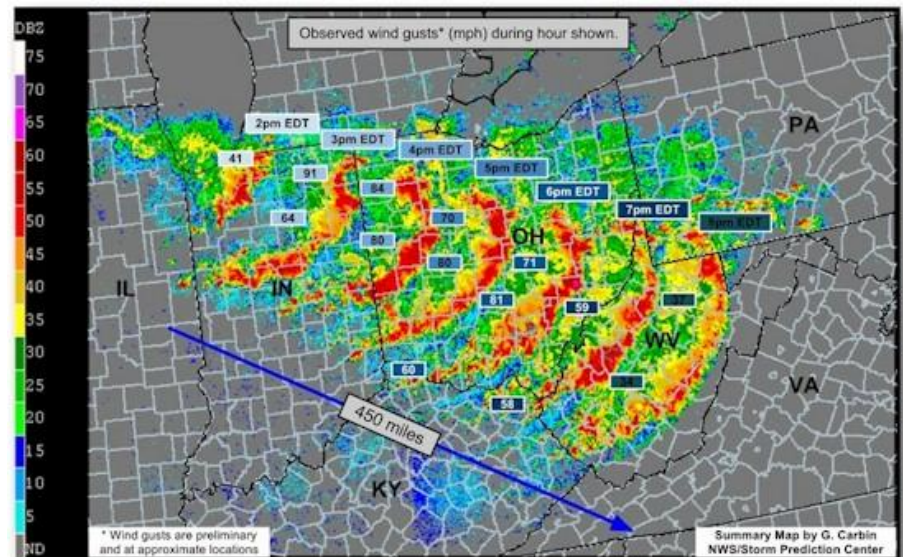 DBZ
75
70
65
60
55
50
45
40
35
30
25
20
15
10
5
ND
Observed wind gusts* (mph) during hour shown.
2pm EDT
3pm EDT
4pm EDT
5pm EDT
6pm EDT
7pm EDT
8pm EDT
PA
41
91
84
64
70
80
OH
80
71
IL
IN
81
59
37
WV
60
34
VA
58
450 miles
KY
* Wind gusts are preliminary
and at approximate locations
Summary Map by G. Carbin
NWS/Storm Prediction Center